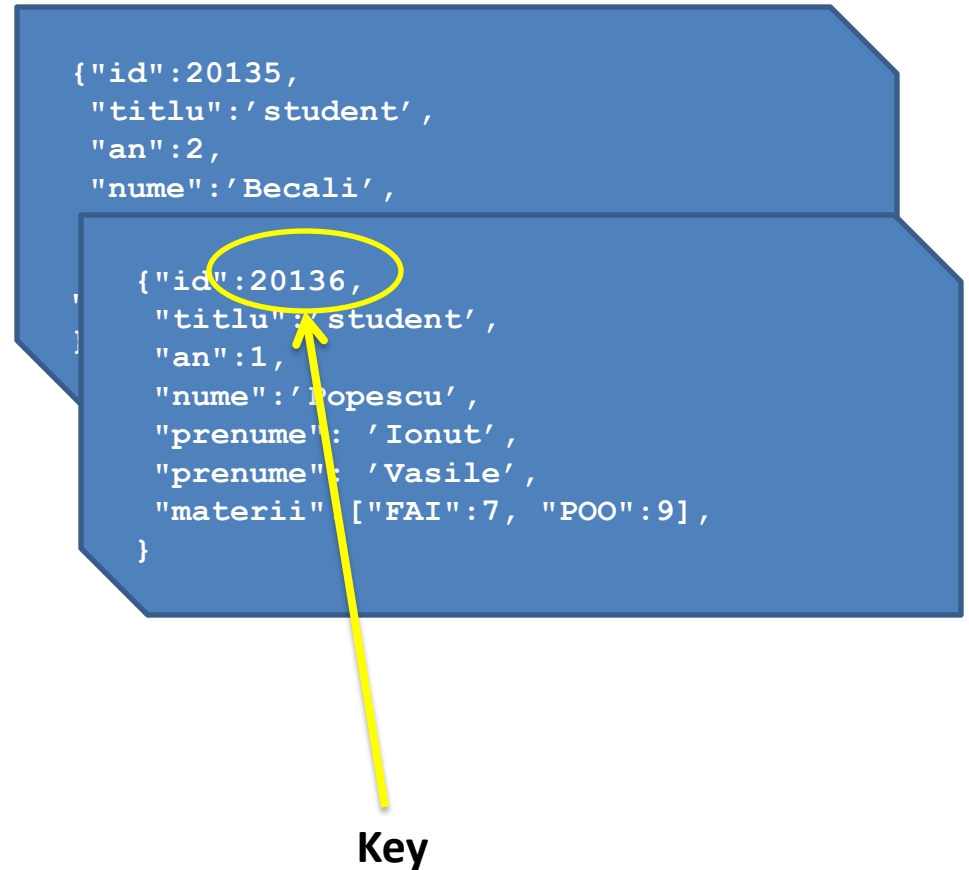 {"id":20135,
"titlu":’student’,
"an":2,
"nume":’Becali’,
"
}
{"id":20136,
"titlu":’student’,
"an":1,
"nume":’Popescu’,
"prenume": ’Ionut’,
"prenume": ’Vasile’,
"materii":["FAI":7, "POO":9],
}
Key